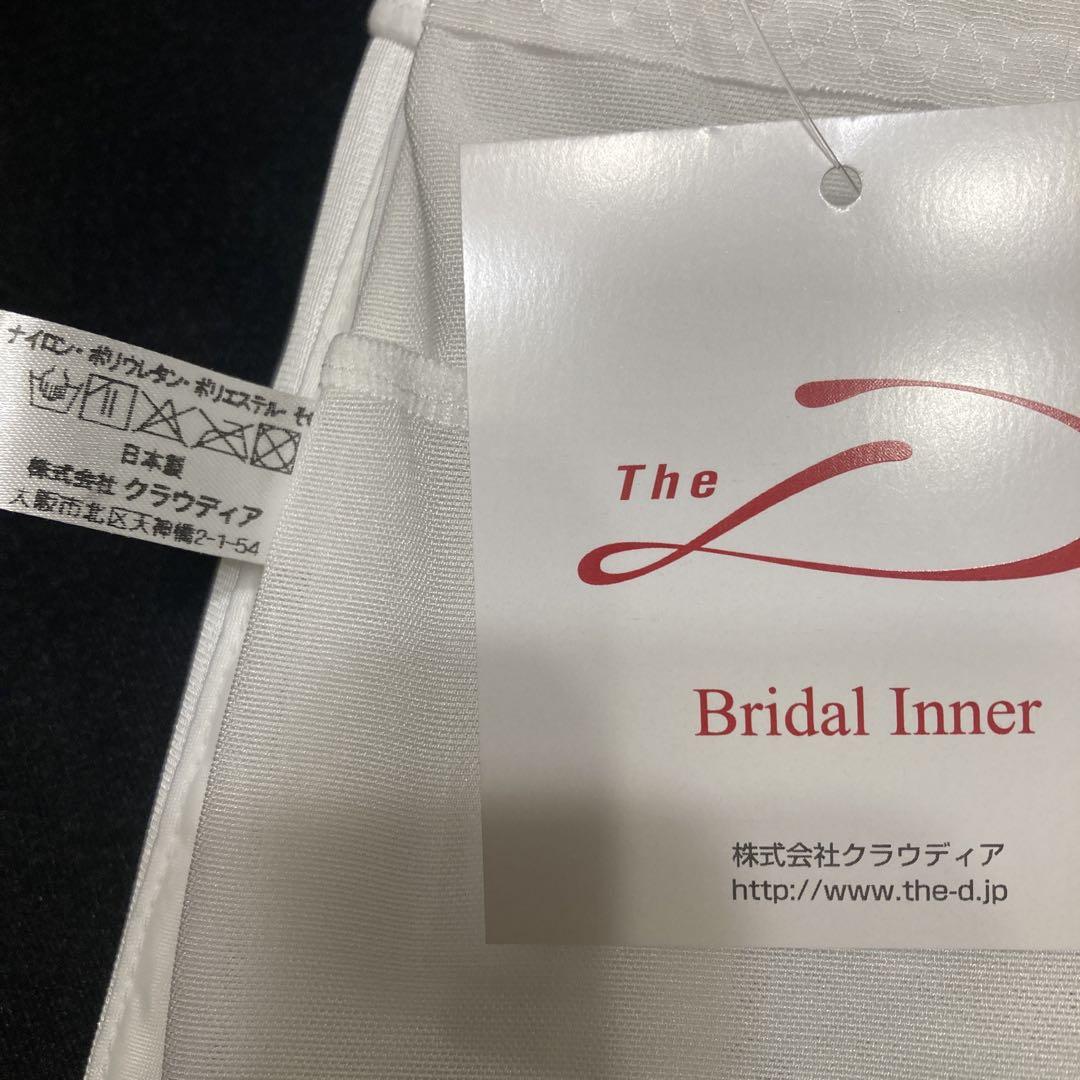 ナイロン・ポリウレタン・ポリエステル
日本製
株式会社 クラウディア
大阪市北区天神橋2-1-54
The D
Bridal Inner
株式会社クラウディア
http://www.the-d.jp